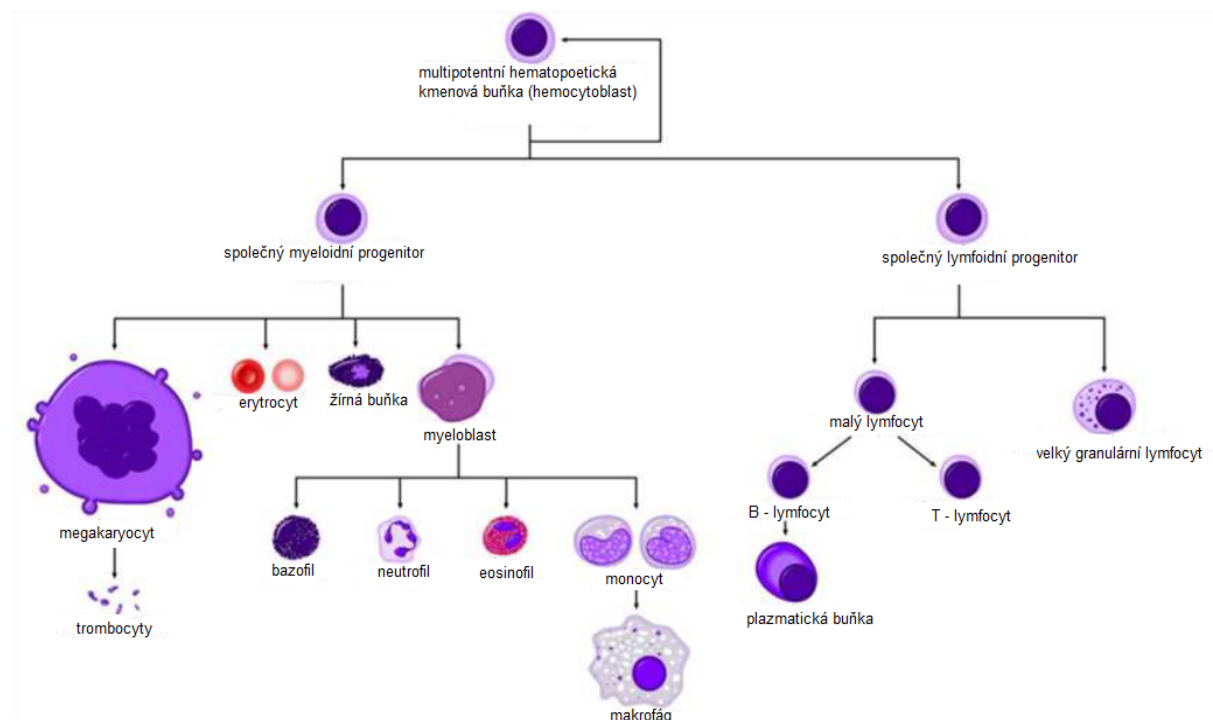 multipotentní hematopoetická
kmenová buňka (hemocytoblast)
společný myeloidní progenitor
společný lymfoidní progenitor
erytrocyt
žírná buňka
myeloblast
malý lymfocyt
velký granulární lymfocyt
megakaryocyt
bazofil
neutrofil
eosinofil
monocyt
B - lymfocyt
T - lymfocyt
trombocyty
plazmatická buňka
makrofág